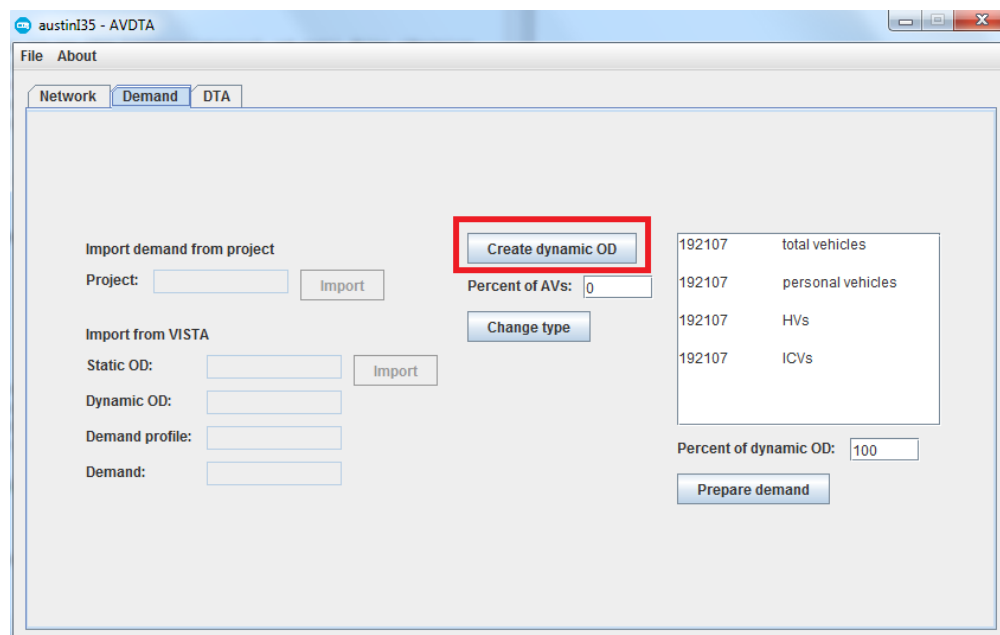 austinI35 - AVDTA
File About
Network Demand DTA
Import demand from project
Project: Import
Import from VISTA
Static OD: Import
Dynamic OD:
Demand profile:
Demand:
Create dynamic OD
Percent of AVs: 0
Change type
192107 total vehicles
192107 personal vehicles
192107 HVs
192107 ICVs
Percent of dynamic OD: 100
Prepare demand